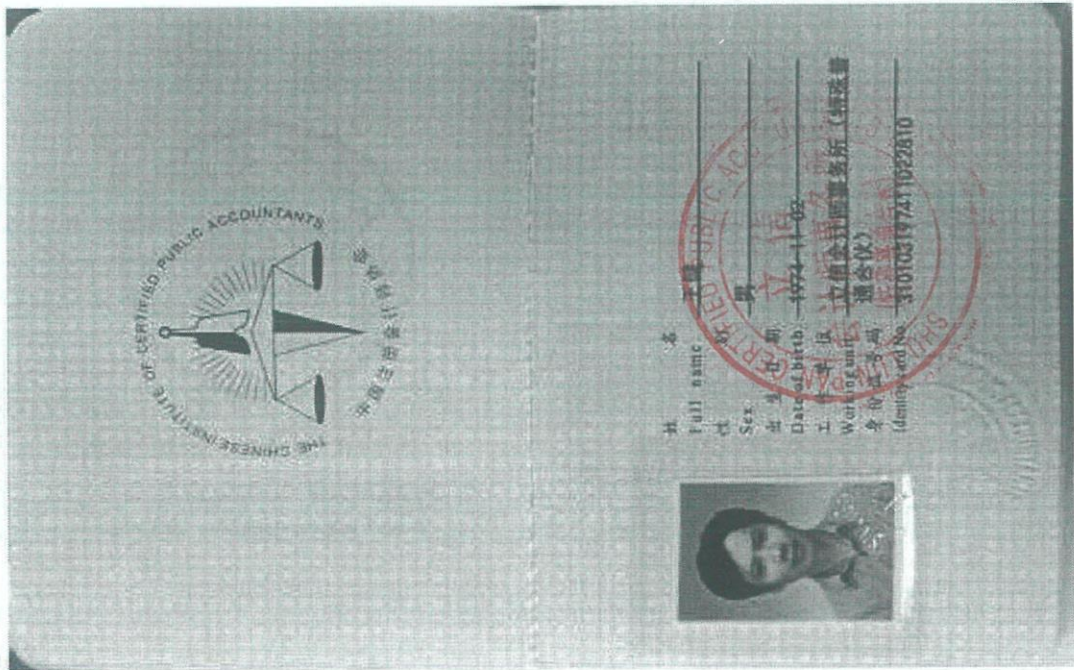 THE CHINESE INSTITUTE OF CERTIFIED PUBLIC ACCOUNTANTS
中国注册会计师协会
姓 名
Full name
性 别
Sex 男
出 生 日 期
Date of birth 1974-11-02
工 作 单 位 立信会计师事务所（特殊普
Working unit 通合伙）
身份证号码
Identity card No. 310103197411022810
立信